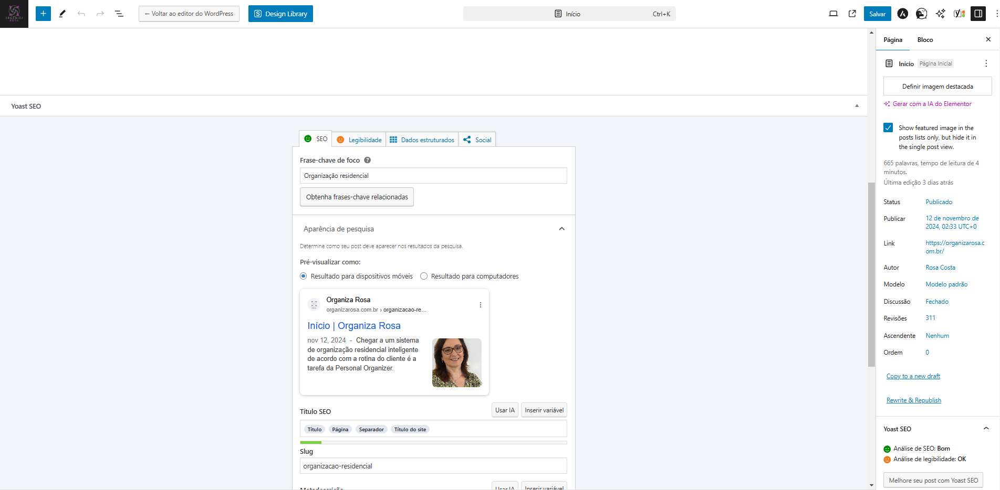 ORGANIZA
ROSA
← Voltar ao editor do WordPress
Design Library
Início
Ctrl+K
Salvar
Página
Bloco
Início
Página Inicial
Definir imagem destacada
Gerar com a IA do Elementor
Show featured image in the
posts lists only, but hide it in
the single post view.
665 palavras, tempo de leitura de 4
minutos.
Última edição 3 dias atrás
Status
Publicado
Publicar
12 de novembro de
2024, 02:33 UTC+0
Link
https://organizarosa.c
om.br/
Autor
Rosa Costa
Modelo
Modelo padrão
Discussão
Fechado
Revisões
311
Ascendente
Nenhum
Ordem
0
Copy to a new draft
Rewrite & Republish
Yoast SEO
Análise de SEO: Bom
Análise de legibilidade: OK
Melhore seu post com Yoast SEO
Yoast SEO
SEO
Legibilidade
Dados estruturados
Social
Frase-chave de foco
Organização residencial
Obtenha frases-chave relacionadas
Aparência de pesquisa
Determine como seu post deve aparecer nos resultados da pesquisa.
Pré-visualizar como:
Resultado para dispositivos móveis
Resultado para computadores
Organiza Rosa
organizarosa.com.br › organizacao-re…
Início | Organiza Rosa
nov 12, 2024 - Chegar a um sistema
de organização residencial inteligente
de acordo com a rotina do cliente é a
tarefa da Personal Organizer.
Título SEO
Usar IA
Inserir variável
Título
Página
Separador
Título do site
Slug
organizacao-residencial
Metadescrição
Usar IA
Inserir variável